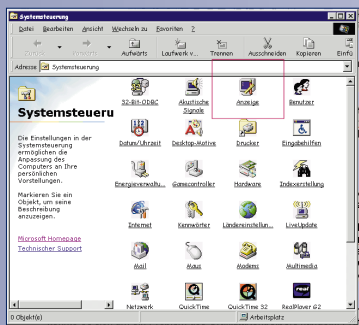 Systemsteuerung
Datei Bearbeiten Ansicht Wechseln zu Favoriten ?
Zurück Vorwärts Aufwärts Laufwerk v... Trennen Ausschneiden Kopieren Einfü
Adresse Systemsteuerung
Systemsteueru
Die Einstellungen in der
Systemsteuerung
ermöglichen die
Anpassung des
Computers an Ihre
persönlichen
Vorstellungen.
Markieren Sie ein
Objekt, um seine
Beschreibung
anzuzeigen.
Microsoft Homepage
Technischer Support
32-Bit-ODBC Akustische Signale Anzeige Benutzer
Datum/Uhrzeit Desktop-Motive Drucker Eingabehilfen
Energieverwaltu... Gamecontroller Hardware Indexerstellung
Internet Kennwörter Ländereinstellun... LiveUpdate
Mail Maus Modems Multimedia
real
Netzwerk QuickTime QuickTime 32 RealPlayer G2
0 Objekt(e) Arbeitsplatz